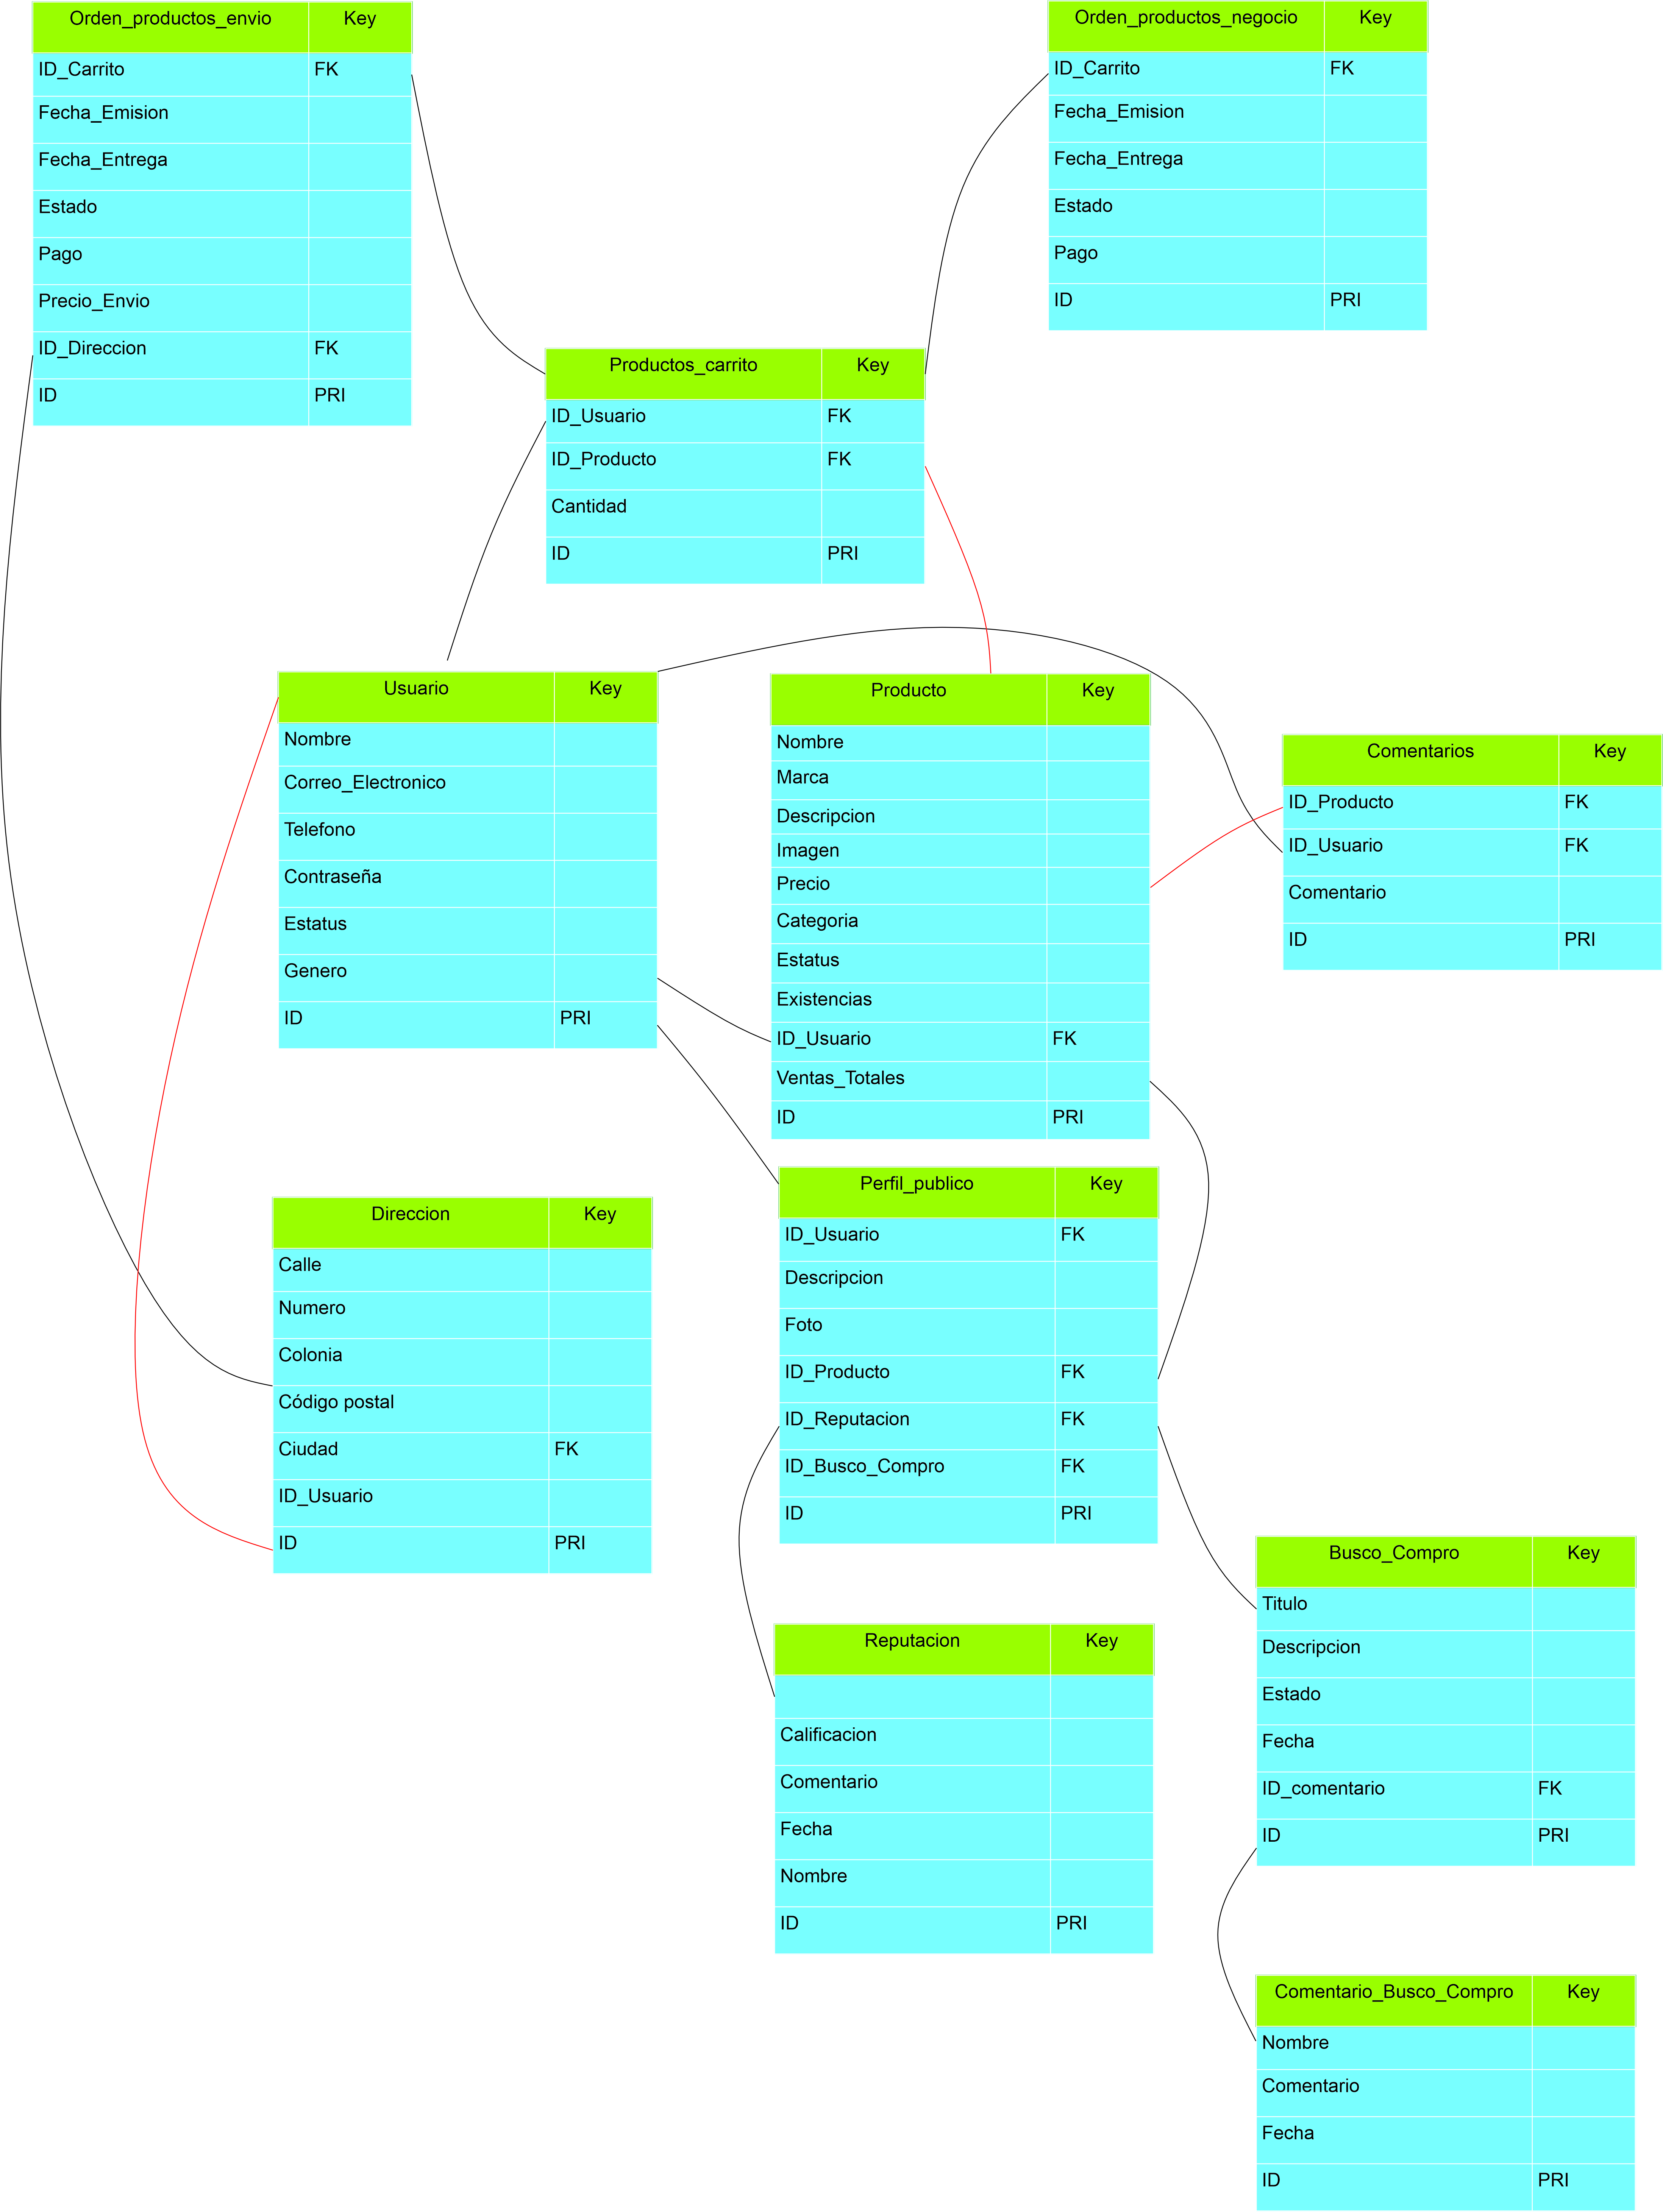 Orden_productos_envio Key
ID_Carrito FK
Fecha_Emision
Fecha_Entrega
Estado
Pago
Precio_Envio
ID_Direccion FK
ID PRI
Orden_productos_negocio Key
ID_Carrito FK
Fecha_Emision
Fecha_Entrega
Estado
Pago
ID PRI
Productos_carrito Key
ID_Usuario FK
ID_Producto FK
Cantidad
ID PRI
Usuario Key
Nombre
Correo_Electronico
Telefono
Contraseña
Estatus
Genero
ID PRI
Producto Key
Nombre
Marca
Descripcion
Imagen
Precio
Categoria
Estatus
Existencias
ID_Usuario FK
Ventas_Totales
ID PRI
Comentarios Key
ID_Producto FK
ID_Usuario FK
Comentario
ID PRI
Direccion Key
Calle
Numero
Colonia
Código postal
Ciudad FK
ID_Usuario
ID PRI
Perfil_publico Key
ID_Usuario FK
Descripcion
Foto
ID_Producto FK
ID_Reputacion FK
ID_Busco_Compro FK
ID PRI
Reputacion Key
Calificacion
Comentario
Fecha
Nombre
ID PRI
Busco_Compro Key
Titulo
Descripcion
Estado
Fecha
ID_comentario FK
ID PRI
Comentario_Busco_Compro Key
Nombre
Comentario
Fecha
ID PRI